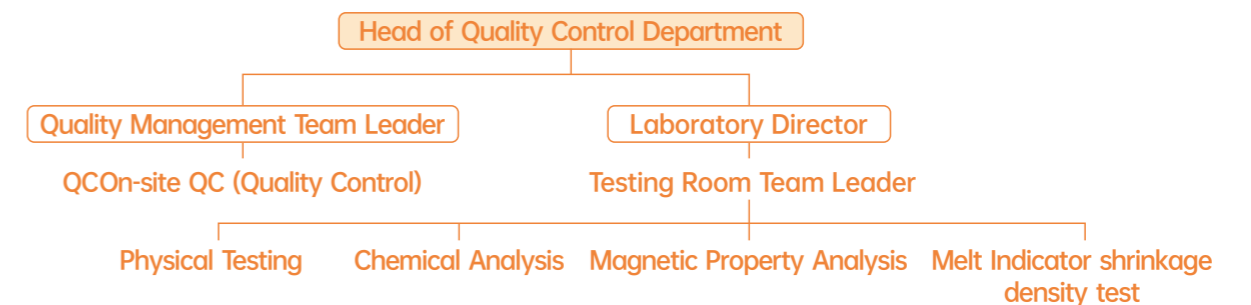 Head of Quality Control Department
Quality Management Team Leader
Laboratory Director
QCOn-site QC (Quality Control)
Testing Room Team Leader
Physical Testing
Chemical Analysis
Magnetic Property Analysis
Melt Indicator shrinkage
density test